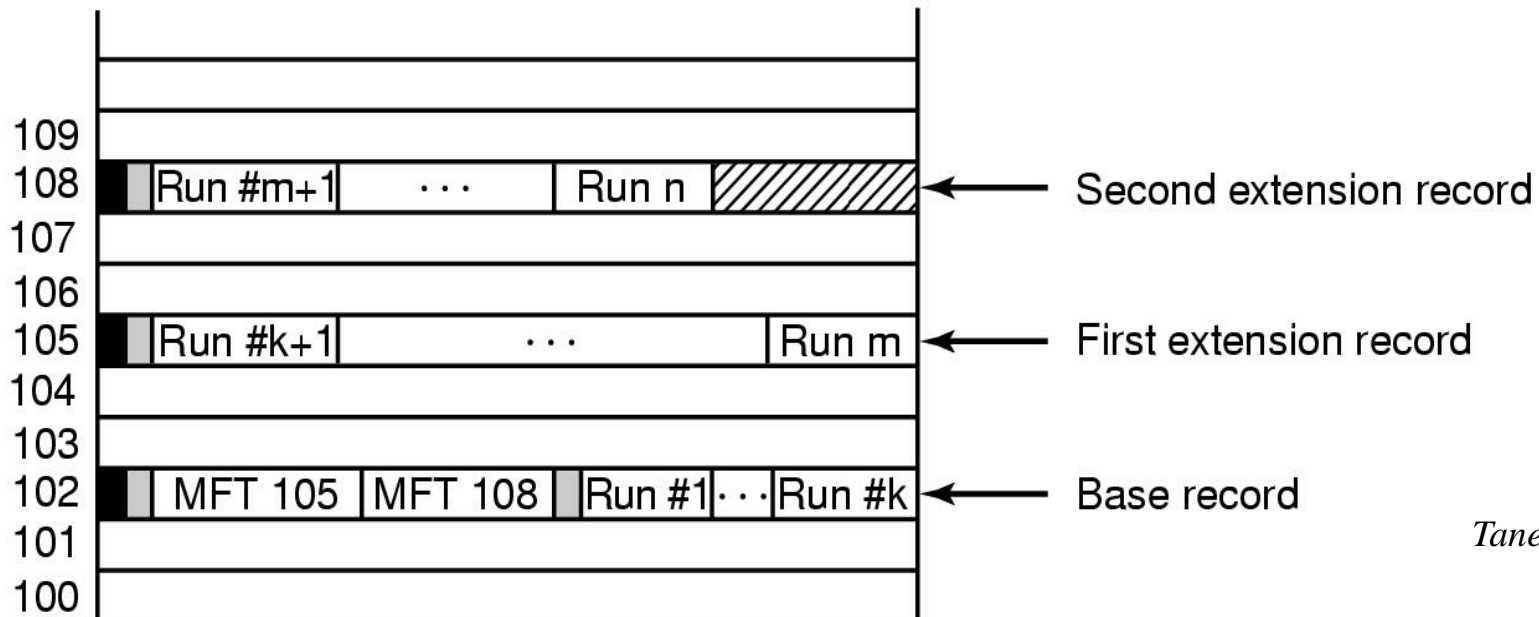 109
108 Run #m+1 ··· Run n Second extension record
107
106
105 Run #k+1 ··· Run m First extension record
104
103
102 MFT 105 MFT 108 Run #1 ··· Run #k Base record
101
Tane
100